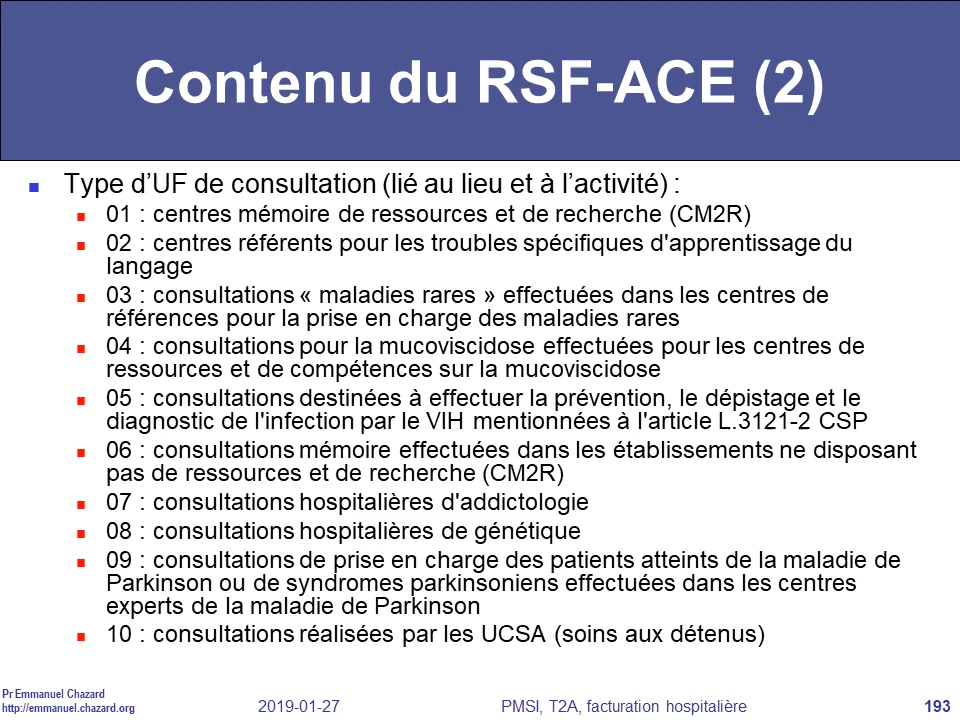 Contenu du RSF-ACE (2)
Type d’UF de consultation (lié au lieu et à l’activité) :
01 : centres mémoire de ressources et de recherche (CM2R)
02 : centres référents pour les troubles spécifiques d'apprentissage du
langage
03 : consultations « maladies rares » effectuées dans les centres de
références pour la prise en charge des maladies rares
04 : consultations pour la mucoviscidose effectuées pour les centres de
ressources et de compétences sur la mucoviscidose
05 : consultations destinées à effectuer la prévention, le dépistage et le
diagnostic de l'infection par le VIH mentionnées à l'article L.3121-2 CSP
06 : consultations mémoire effectuées dans les établissements ne disposant
pas de ressources et de recherche (CM2R)
07 : consultations hospitalières d'addictologie
08 : consultations hospitalières de génétique
09 : consultations de prise en charge des patients atteints de la maladie de
Parkinson ou de syndromes parkinsoniens effectuées dans les centres
experts de la maladie de Parkinson
10 : consultations réalisées par les UCSA (soins aux détenus)
Pr Emmanuel Chazard
http://emmanuel.chazard.org
2019-01-27
PMSI, T2A, facturation hospitalière
193